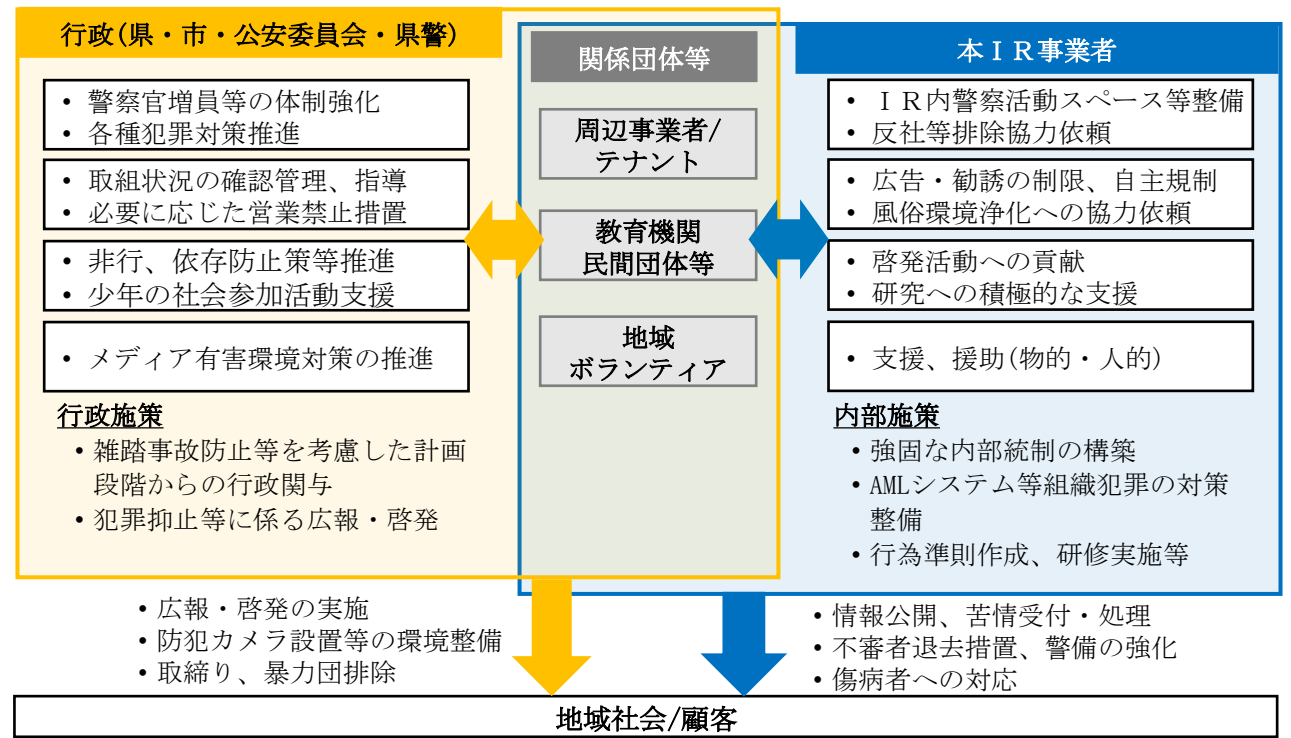 行政(県・市・公安委員会・県警)
• 警察官増員等の体制強化
• 各種犯罪対策推進
• 取組状況の確認管理、指導
• 必要に応じた営業禁止措置
• 非行、依存防止策等推進
• 少年の社会参加活動支援
• メディア有害環境対策の推進
行政施策
• 雑踏事故防止等を考慮した計画
段階からの行政関与
• 犯罪抑止等に係る広報・啓発
関係団体等
周辺事業者/
テナント
教育機関
民間団体等
地域
ボランティア
本ＩＲ事業者
• ＩＲ内警察活動スペース等整備
• 反社等排除協力依頼
• 広告・勧誘の制限、自主規制
• 風俗環境浄化への協力依頼
• 啓発活動への貢献
• 研究への積極的な支援
• 支援、援助(物的・人的)
内部施策
• 強固な内部統制の構築
• AMLシステム等組織犯罪の対策
整備
• 行為準則作成、研修実施等
• 広報・啓発の実施
• 防犯カメラ設置等の環境整備
• 取締り、暴力団排除
• 情報公開、苦情受付・処理
• 不審者退去措置、警備の強化
• 傷病者への対応
地域社会/顧客